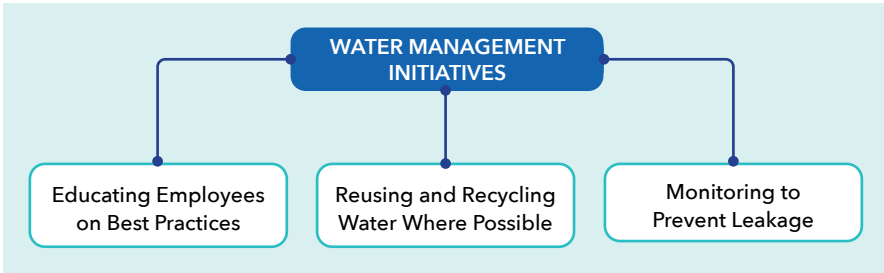 WATER MANAGEMENT
INITIATIVES
Educating Employees
on Best Practices
Reusing and Recycling
Water Where Possible
Monitoring to
Prevent Leakage